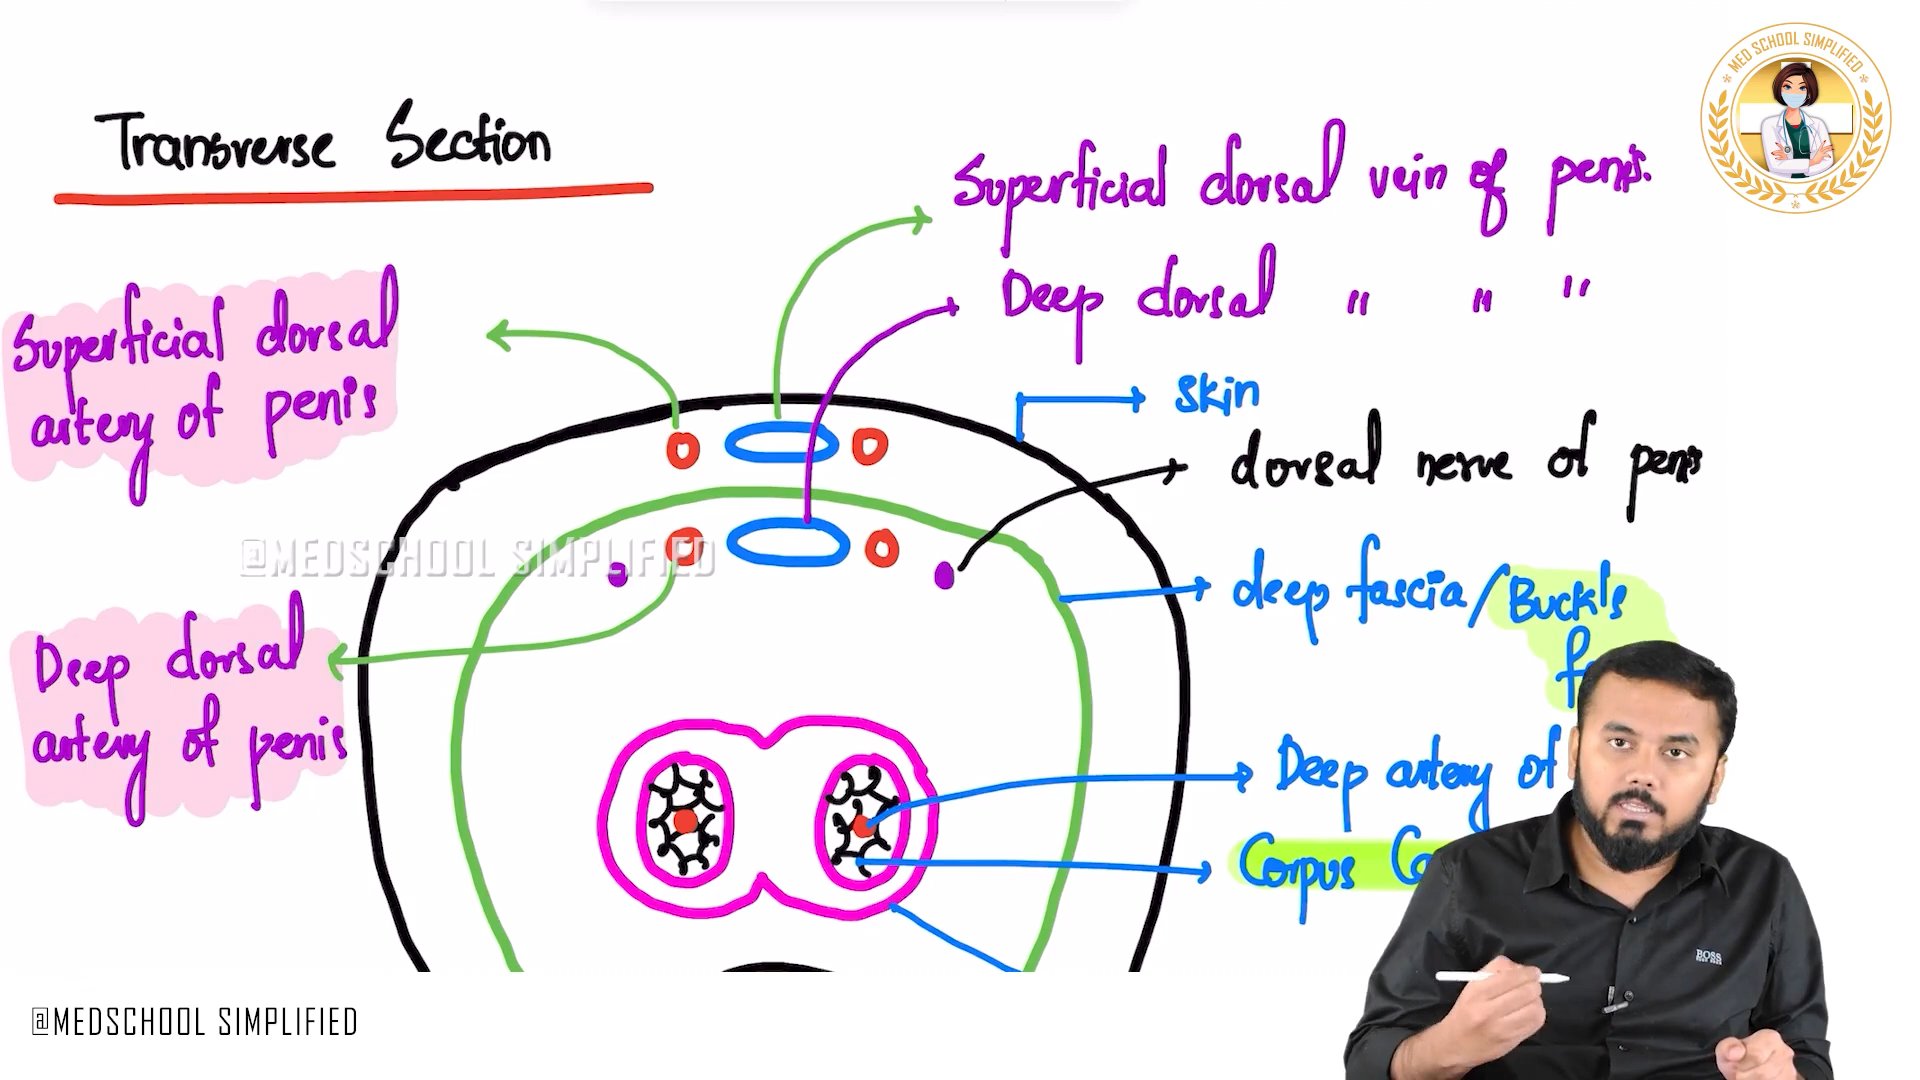 MED SCHOOL SIMPLIFIED
Transverse Section
Superficial dorsal vein of penis.
Deep dorsal " " "
Superficial dorsal
artery of penis
skin
dorsal nerve of penis
@MEDSCHOOL SIMPLIFIED
deep fascia/Buck's
Deep dorsal
artery of penis
Deep artery of
Corpus
BOSS
@MEDSCHOOL SIMPLIFIED